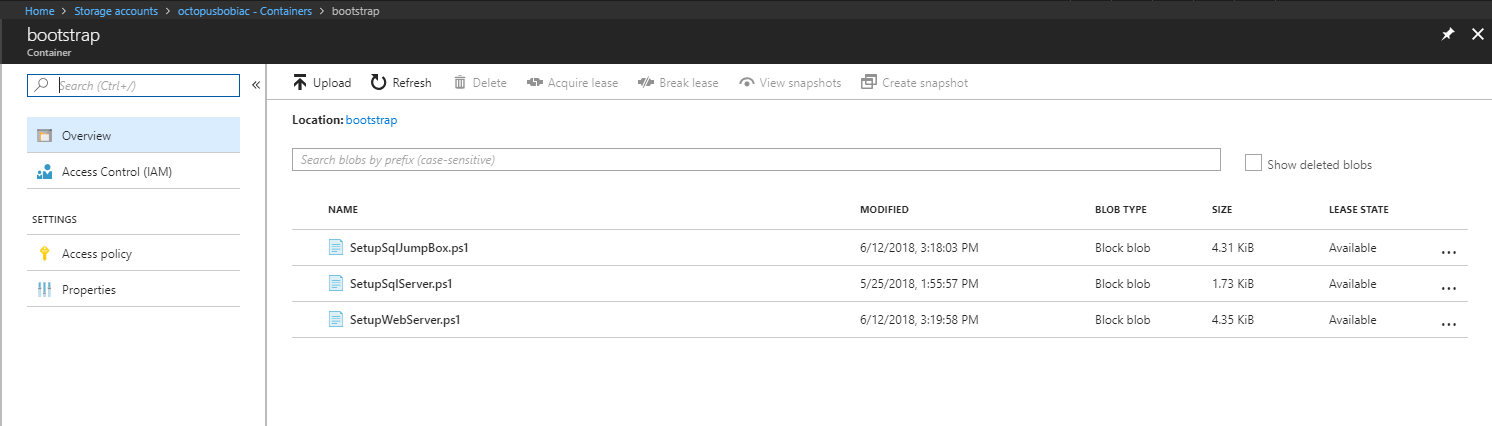 Home > Storage accounts > octopusbobiac - Containers > bootstrap
bootstrap
Container
Search (Ctrl+/)
«
Upload Refresh Delete Acquire lease Break lease View snapshots Create snapshot
Overview
Access Control (IAM)
SETTINGS
Access policy
Properties
Location: bootstrap
Search blobs by prefix (case-sensitive)
Show deleted blobs
NAME MODIFIED BLOB TYPE SIZE LEASE STATE
SetupSqlJumpBox.ps1 6/12/2018, 3:18:03 PM Block blob 4.31 KiB Available ...
SetupSqlServer.ps1 5/25/2018, 1:55:57 PM Block blob 1.73 KiB Available ...
SetupWebServer.ps1 6/12/2018, 3:19:58 PM Block blob 4.35 KiB Available ...